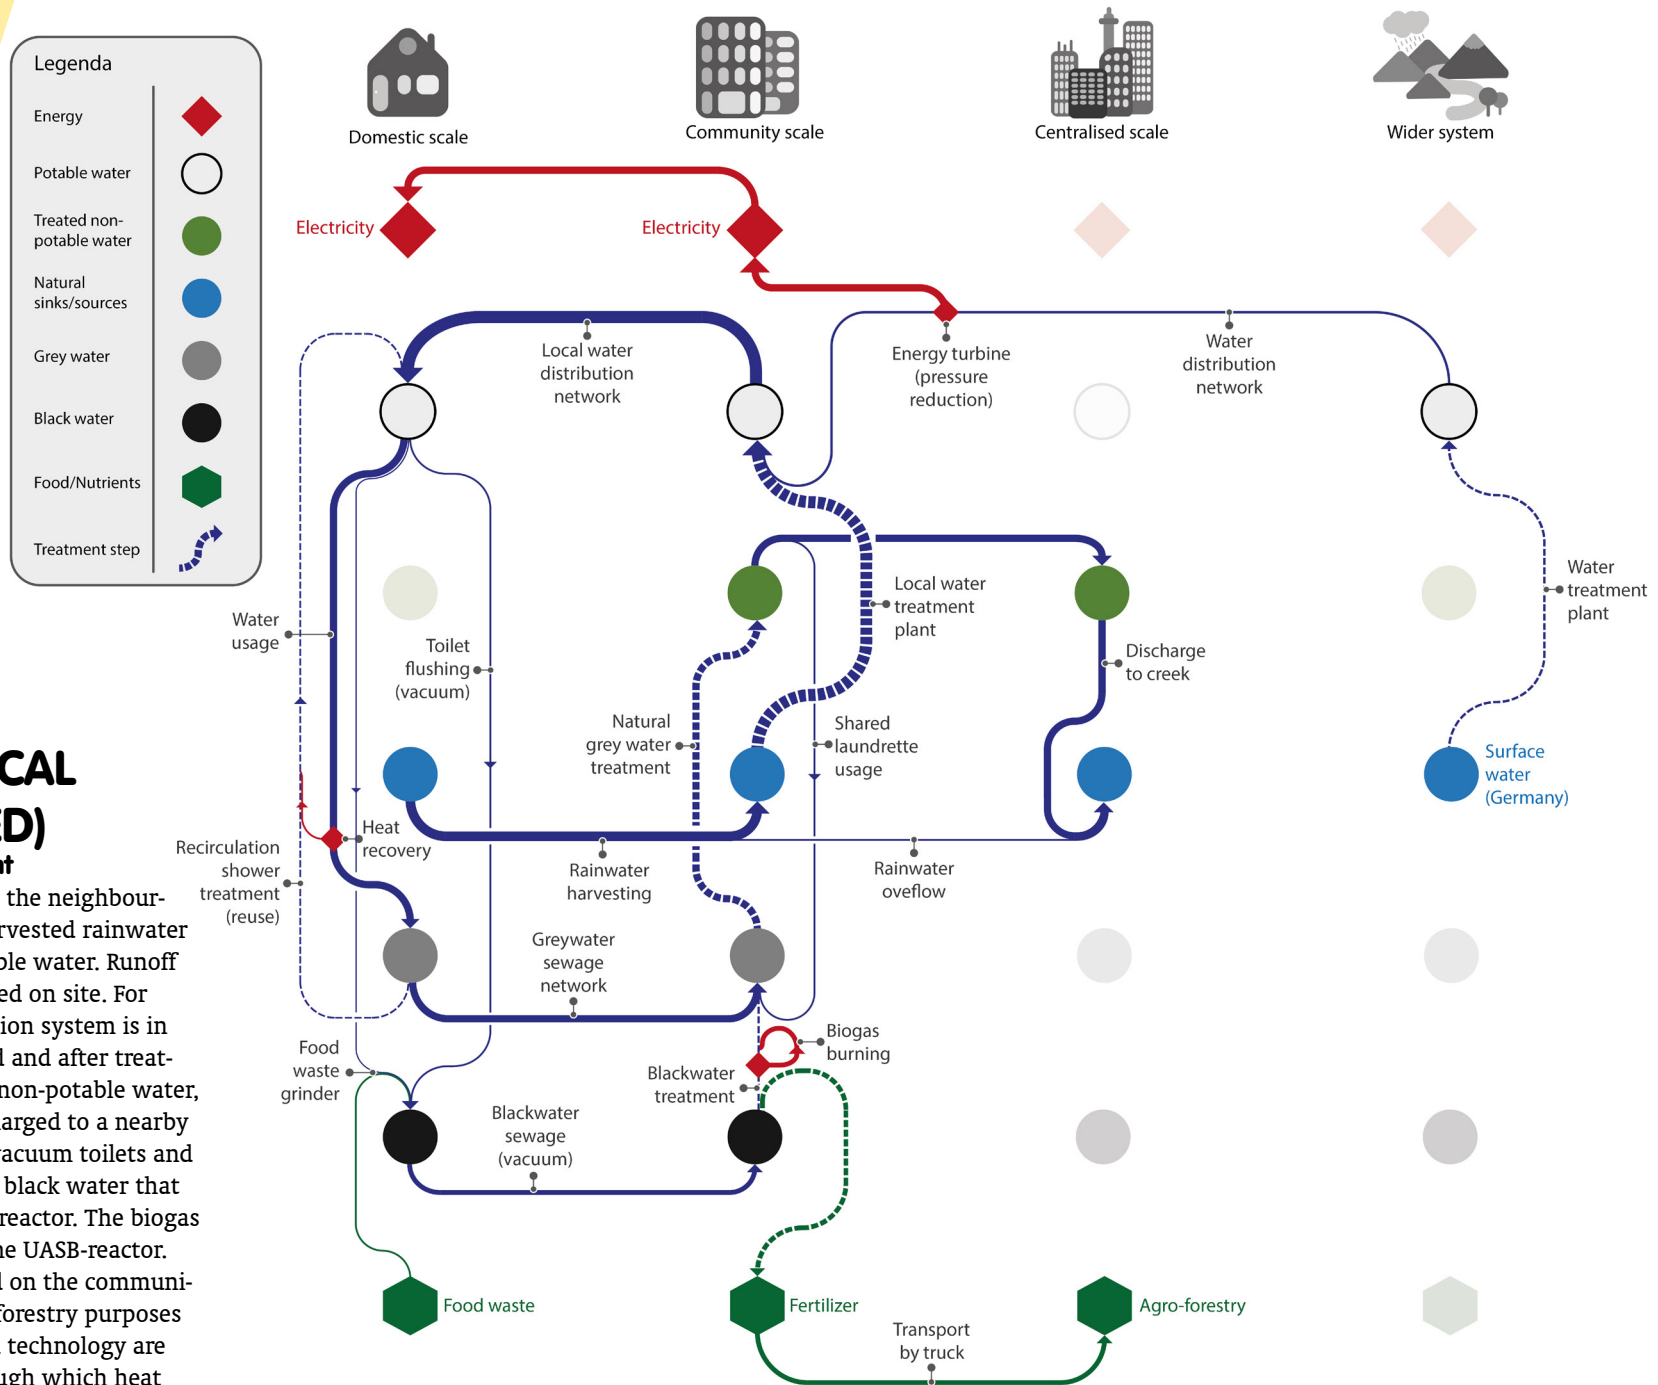 Legenda
Energy
Potable water
Treated non-
potable water
Natural
sinks/sources
Grey water
Black water
Food/Nutrients
Treatment step
Domestic scale
Community scale
Centralised scale
Wider system
Electricity
Electricity
Local water
distribution
network
Energy turbine
(pressure
reduction)
Water
distribution
network
Water
usage
Toilet
flushing
(vacuum)
Local water
treatment
plant
Discharge
to creek
Water
treatment
plant
Natural
grey water
treatment
Shared
laundrette
usage
Surface
water
(Germany)
Heat
recovery
Recirculation
shower
treatment
(reuse)
Rainwater
harvesting
Rainwater
oveflow
Greywater
sewage
network
Food
waste
grinder
Biogas
burning
Blackwater
treatment
Blackwater
sewage
(vacuum)
Food waste
Fertilizer
Agro-forestry
Transport
by truck
CAL
ED)
nt
the neighbour-
rvested rainwater
ble water. Runoff
ed on site. For
ion system is in
d and after treat-
non-potable water,
harged to a nearby
vacuum toilets and
black water that
reactor. The biogas
he UASB-reactor.
d on the communi-
forestry purposes
technology are
ugh which heat